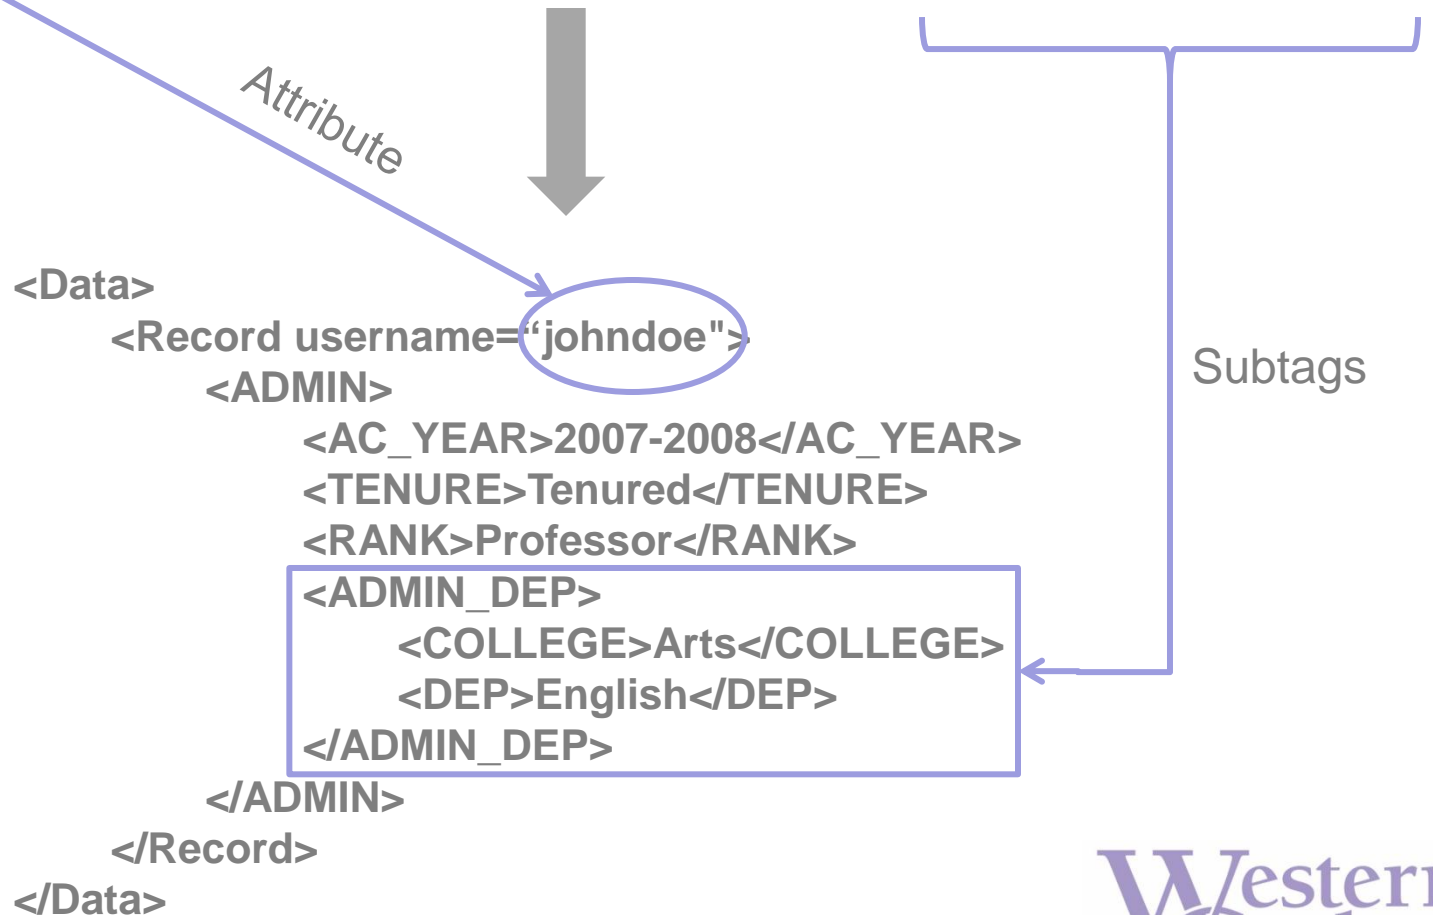 Attribute
<Data>
<Record username=“johndoe">
<ADMIN>
Subtags
<AC_YEAR>2007-2008</AC_YEAR>
<TENURE>Tenured</TENURE>
<RANK>Professor</RANK>
<ADMIN_DEP>
<COLLEGE>Arts</COLLEGE>
<DEP>English</DEP>
</ADMIN_DEP>
</ADMIN>
</Record>
</Data>
Western